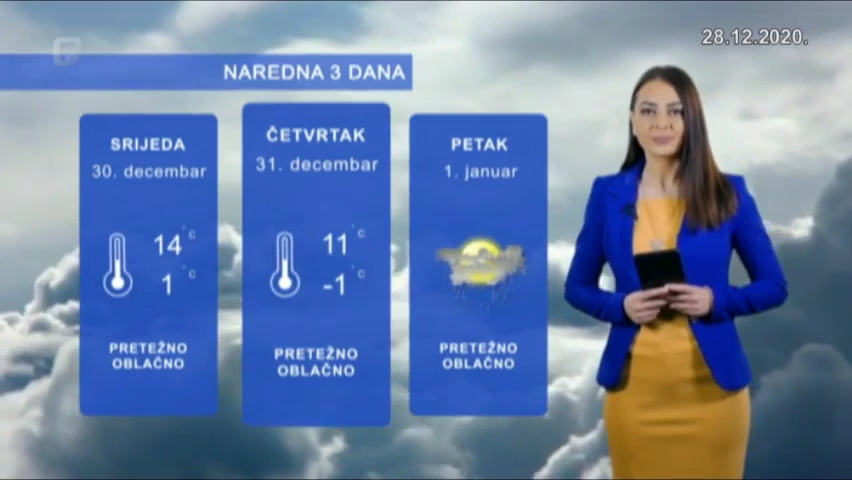 28.12.2020.
NAREDNA 3 DANA
SRIJEDA
30. decembar
14 °C
1 °C
PRETEŽNO
OBLAČNO
ČETVRTAK
31. decembar
11 °C
-1 °C
PRETEŽNO
OBLAČNO
PETAK
1. januar
PRETEŽNO
OBLAČNO